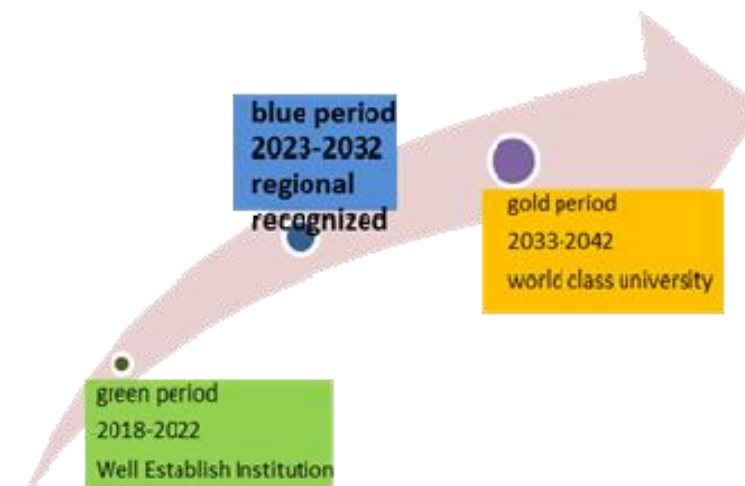 blue period
2023-2032
regional
recognized
gold period
2033-2042
world class university
green period
2018-2022
Well Establish Institution